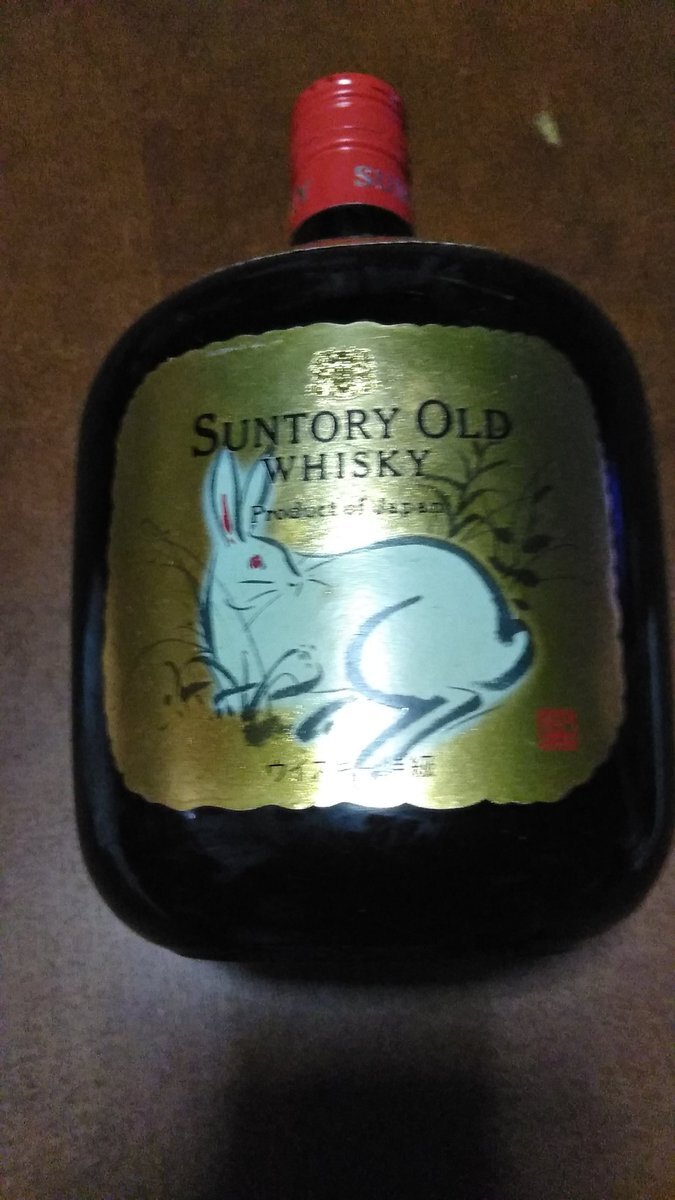 SUNTORY OLD
WHISKY
Product of Japan